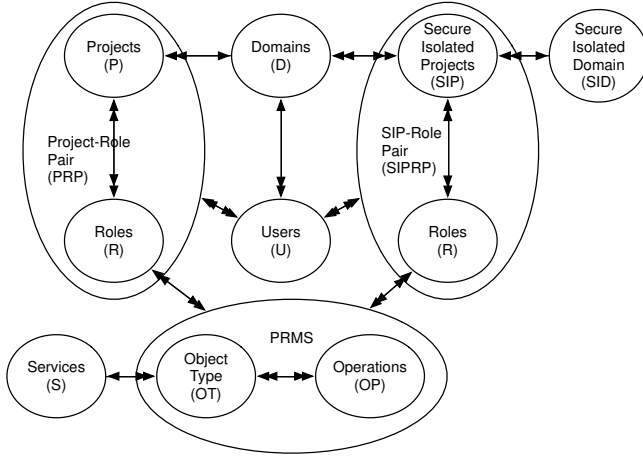 Projects
(P)
Domains
(D)
Secure
Isolated
Projects
(SIP)
Secure
Isolated
Domain
(SID)
Project-Role
Pair
(PRP)
SIP-Role
Pair
(SIPRP)
Roles
(R)
Users
(U)
Roles
(R)
PRMS
Services
(S)
Object
Type
(OT)
Operations
(OP)